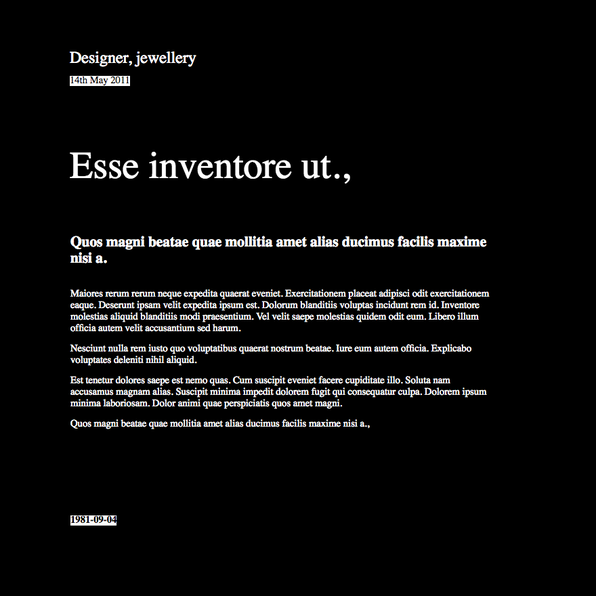 Designer, jewellery
14th May 2011
Esse inventore ut.,
Quos magni beatae quae mollitia amet alias ducimus facilis maxime
nisi a.
Maiores rerum rerum neque expedita quaerat eveniet. Exercitationem placeat adipisci odit exercitationem
eaque. Deserunt ipsam velit expedita ipsum est. Dolorum blanditiis voluptas incidunt rem id. Inventore
molestias aliquid blanditiis modi praesentium. Vel velit saepe molestias quidem odit eum. Libero illum
officia autem velit accusantium sed harum.
Nesciunt nulla rem iusto quo voluptatibus quaerat nostrum beatae. Iure eum autem officia. Explicabo
voluptates deleniti nihil aliquid.
Est tenetur dolores saepe est nemo quas. Cum suscipit eveniet facere cupiditate illo. Soluta nam
accusamus magnam alias. Suscipit minima impedit dolorem fugit qui consequatur culpa. Dolorem ipsum
minima laboriosam. Dolor animi quae perspiciatis quos amet magni.
Quos magni beatae quae mollitia amet alias ducimus facilis maxime nisi a.,
1981-09-04